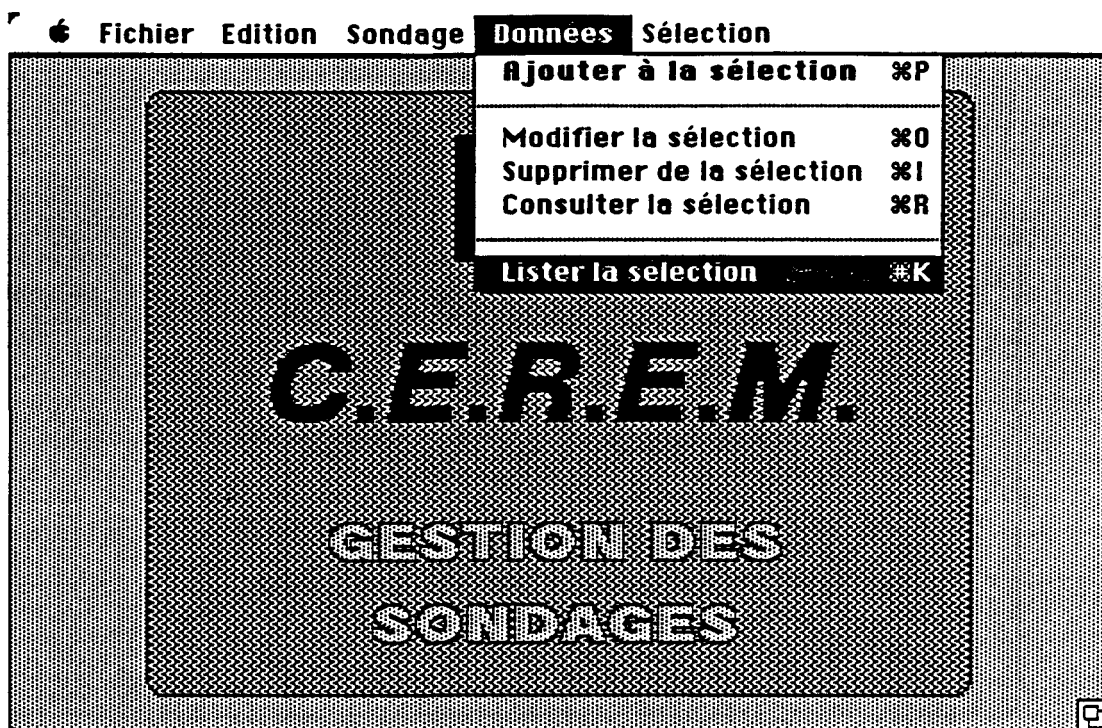 Fichier Edition Sondage Données Sélection
Ajouter à la sélection ⌘P
Modifier la sélection ⌘O
Supprimer de la sélection ⌘I
Consulter la sélection ⌘R
Lister la sélection ⌘K
C.E.R.E.M.
GESTION DES
SONDAGES